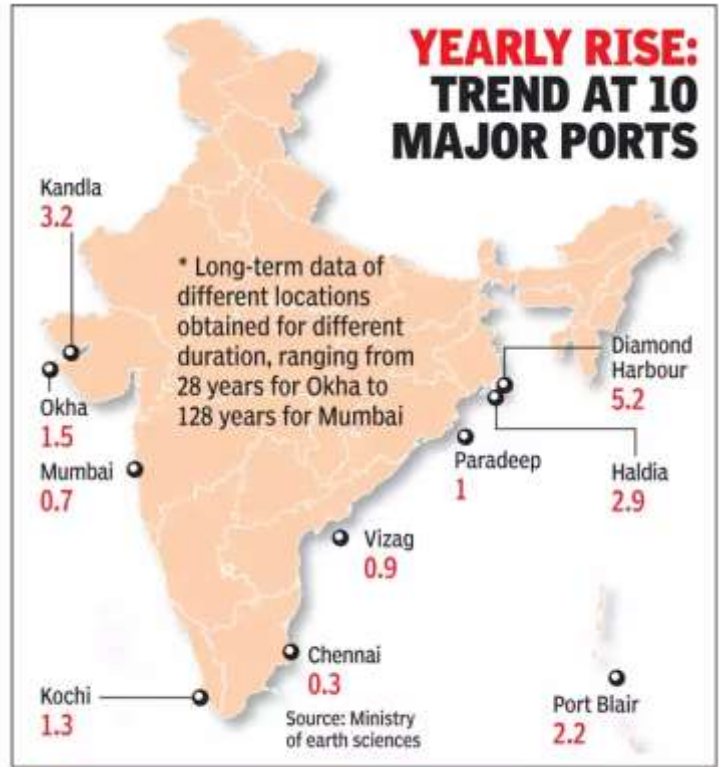 YEARLY RISE:
TREND AT 10
MAJOR PORTS
Kandla
3.2
* Long-term data of
different locations
obtained for different
duration, ranging from
28 years for Okha to
128 years for Mumbai
Okha
1.5
Mumbai
0.7
Diamond
Harbour
5.2
Paradeep
1
Haldia
2.9
Vizag
0.9
Chennai
0.3
Kochi
1.3
Source: Ministry
of earth sciences
Port Blair
2.2